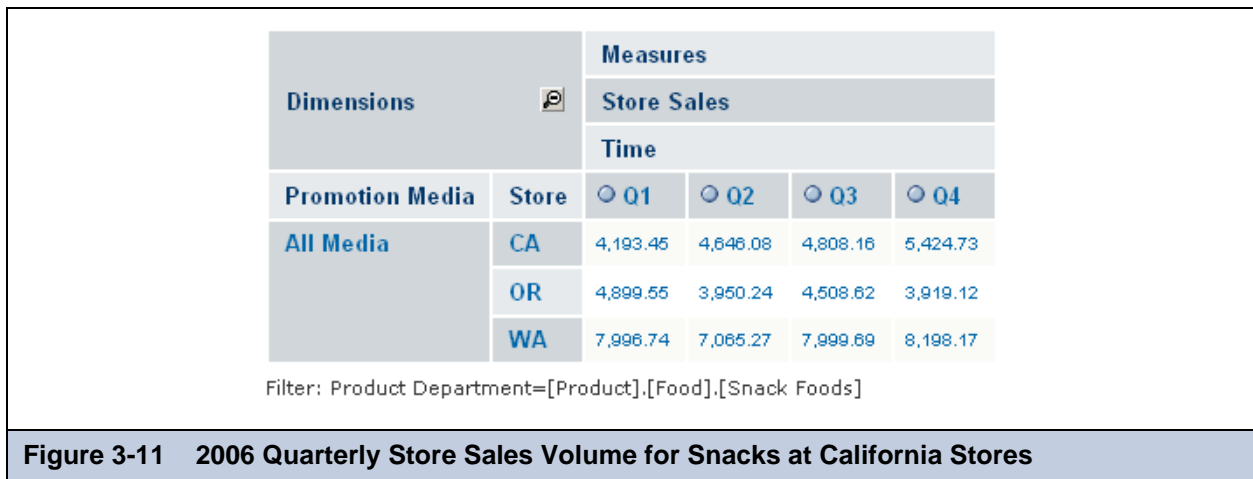 Measures
Dimensions Store Sales
Time
Promotion Media Store Q1 Q2 Q3 Q4
All Media CA 4,193.45 4,646.08 4,808.16 5,424.73
OR 4,899.55 3,950.24 4,508.62 3,919.12
WA 7,996.74 7,065.27 7,999.69 8,198.17
Filter: Product Department=[Product].[Food].[Snack Foods]
Figure 3-11 2006 Quarterly Store Sales Volume for Snacks at California Stores